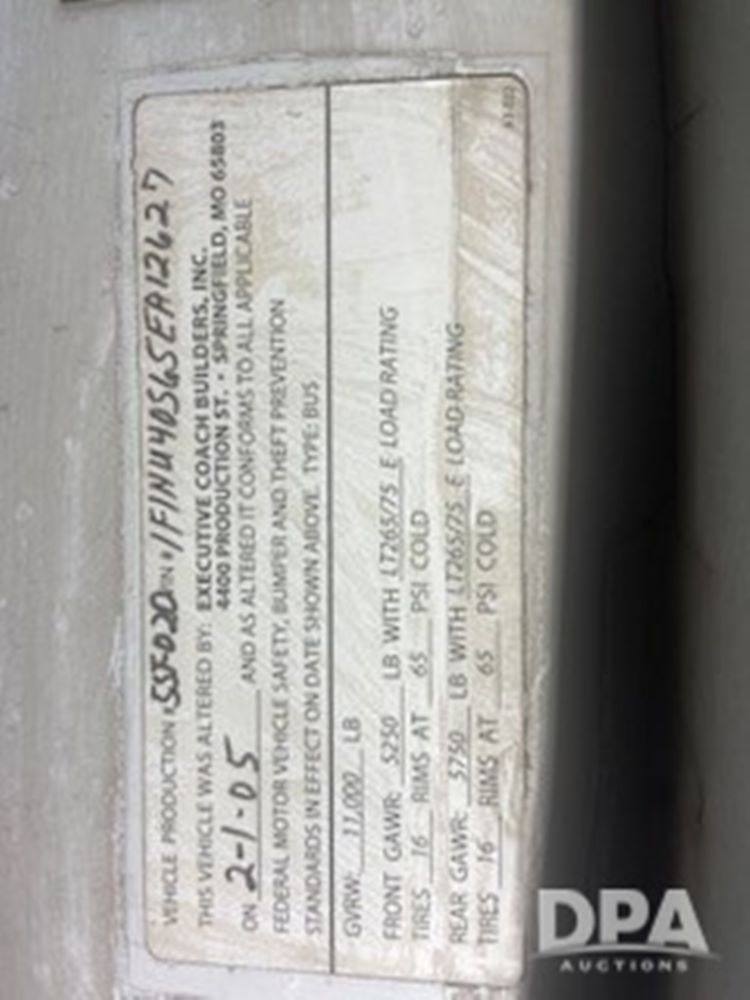 VEHICLE PRODUCTION VIN # 1F1NU40S65EA12627
THIS VEHICLE WAS ALTERED BY: EXECUTIVE COACH BUILDERS, INC.
4400 PRODUCTION ST. • SPRINGFIELD, MO 65803
ON 2-1-05 AND AS ALTERED IT CONFORMS TO ALL APPLICABLE
FEDERAL MOTOR VEHICLE SAFETY, BUMPER AND THEFT PREVENTION
STANDARDS IN EFFECT ON DATE SHOWN ABOVE. TYPE: BUS
GVRW: 11,000 LB
FRONT GAWR: 5250 LB WITH LT265/75 E LOAD RATING
TIRES 16 RIMS AT 65 PSI COLD
REAR GAWR: 5750 LB WITH LT265/75 E LOAD RATING
TIRES 16 RIMS AT 65 PSI COLD
DPA
AUCTIONS